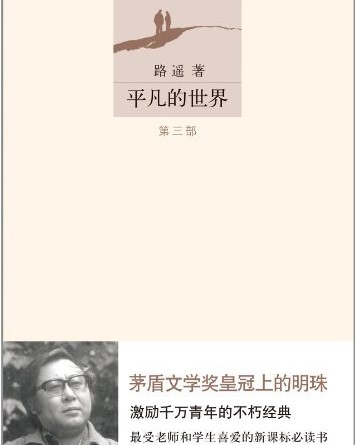 路遥 著
平凡的世界
第三部
茅盾文学奖皇冠上的明珠
激励千万青年的不朽经典
最受老师和学生喜爱的新课标必读书